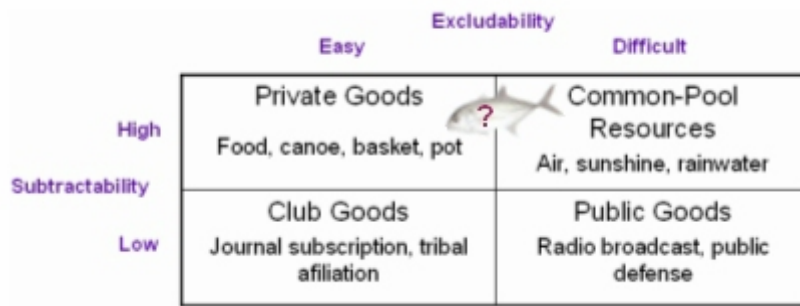 Excludability
Easy
Difficult
High
Private Goods
Food, canoe, basket, pot
?
Common-Pool
Resources
Air, sunshine, rainwater
Subtractability
Low
Club Goods
Journal subscription, tribal
afiliation
Public Goods
Radio broadcast, public
defense